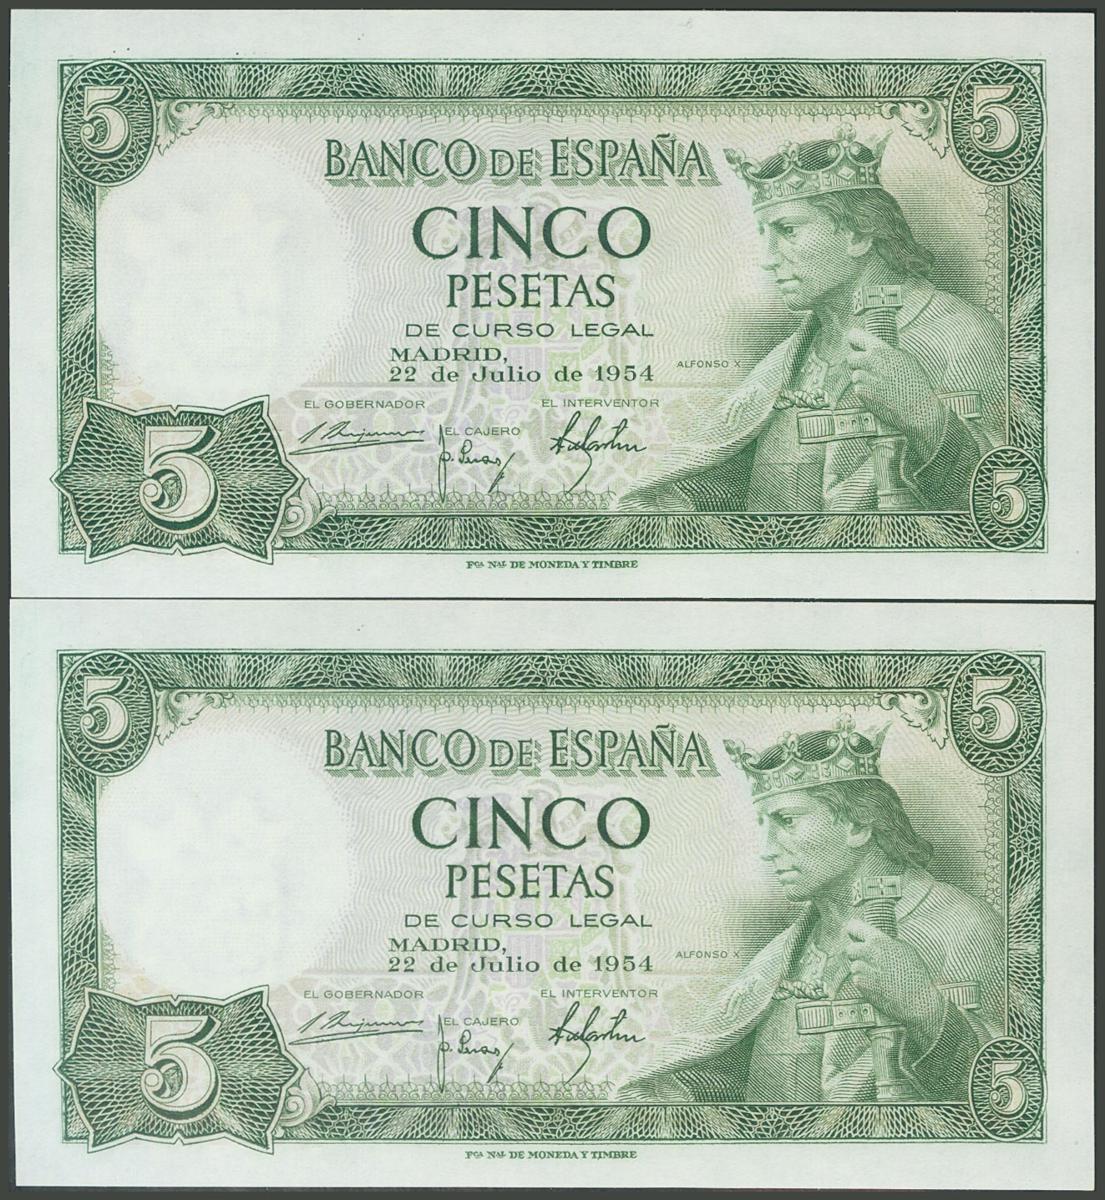 5 5
BANCO DE ESPAÑA
CINCO
PESETAS
DE CURSO LEGAL
MADRID,
22 de Julio de 1954
ALFONSO X
EL GOBERNADOR EL INTERVENTOR
EL CAJERO
5 5
Fca Nal DE MONEDA Y TIMBRE
5 5
BANCO DE ESPAÑA
CINCO
PESETAS
DE CURSO LEGAL
MADRID,
22 de Julio de 1954
ALFONSO X
EL GOBERNADOR EL INTERVENTOR
EL CAJERO
5 5
Fca Nal DE MONEDA Y TIMBRE